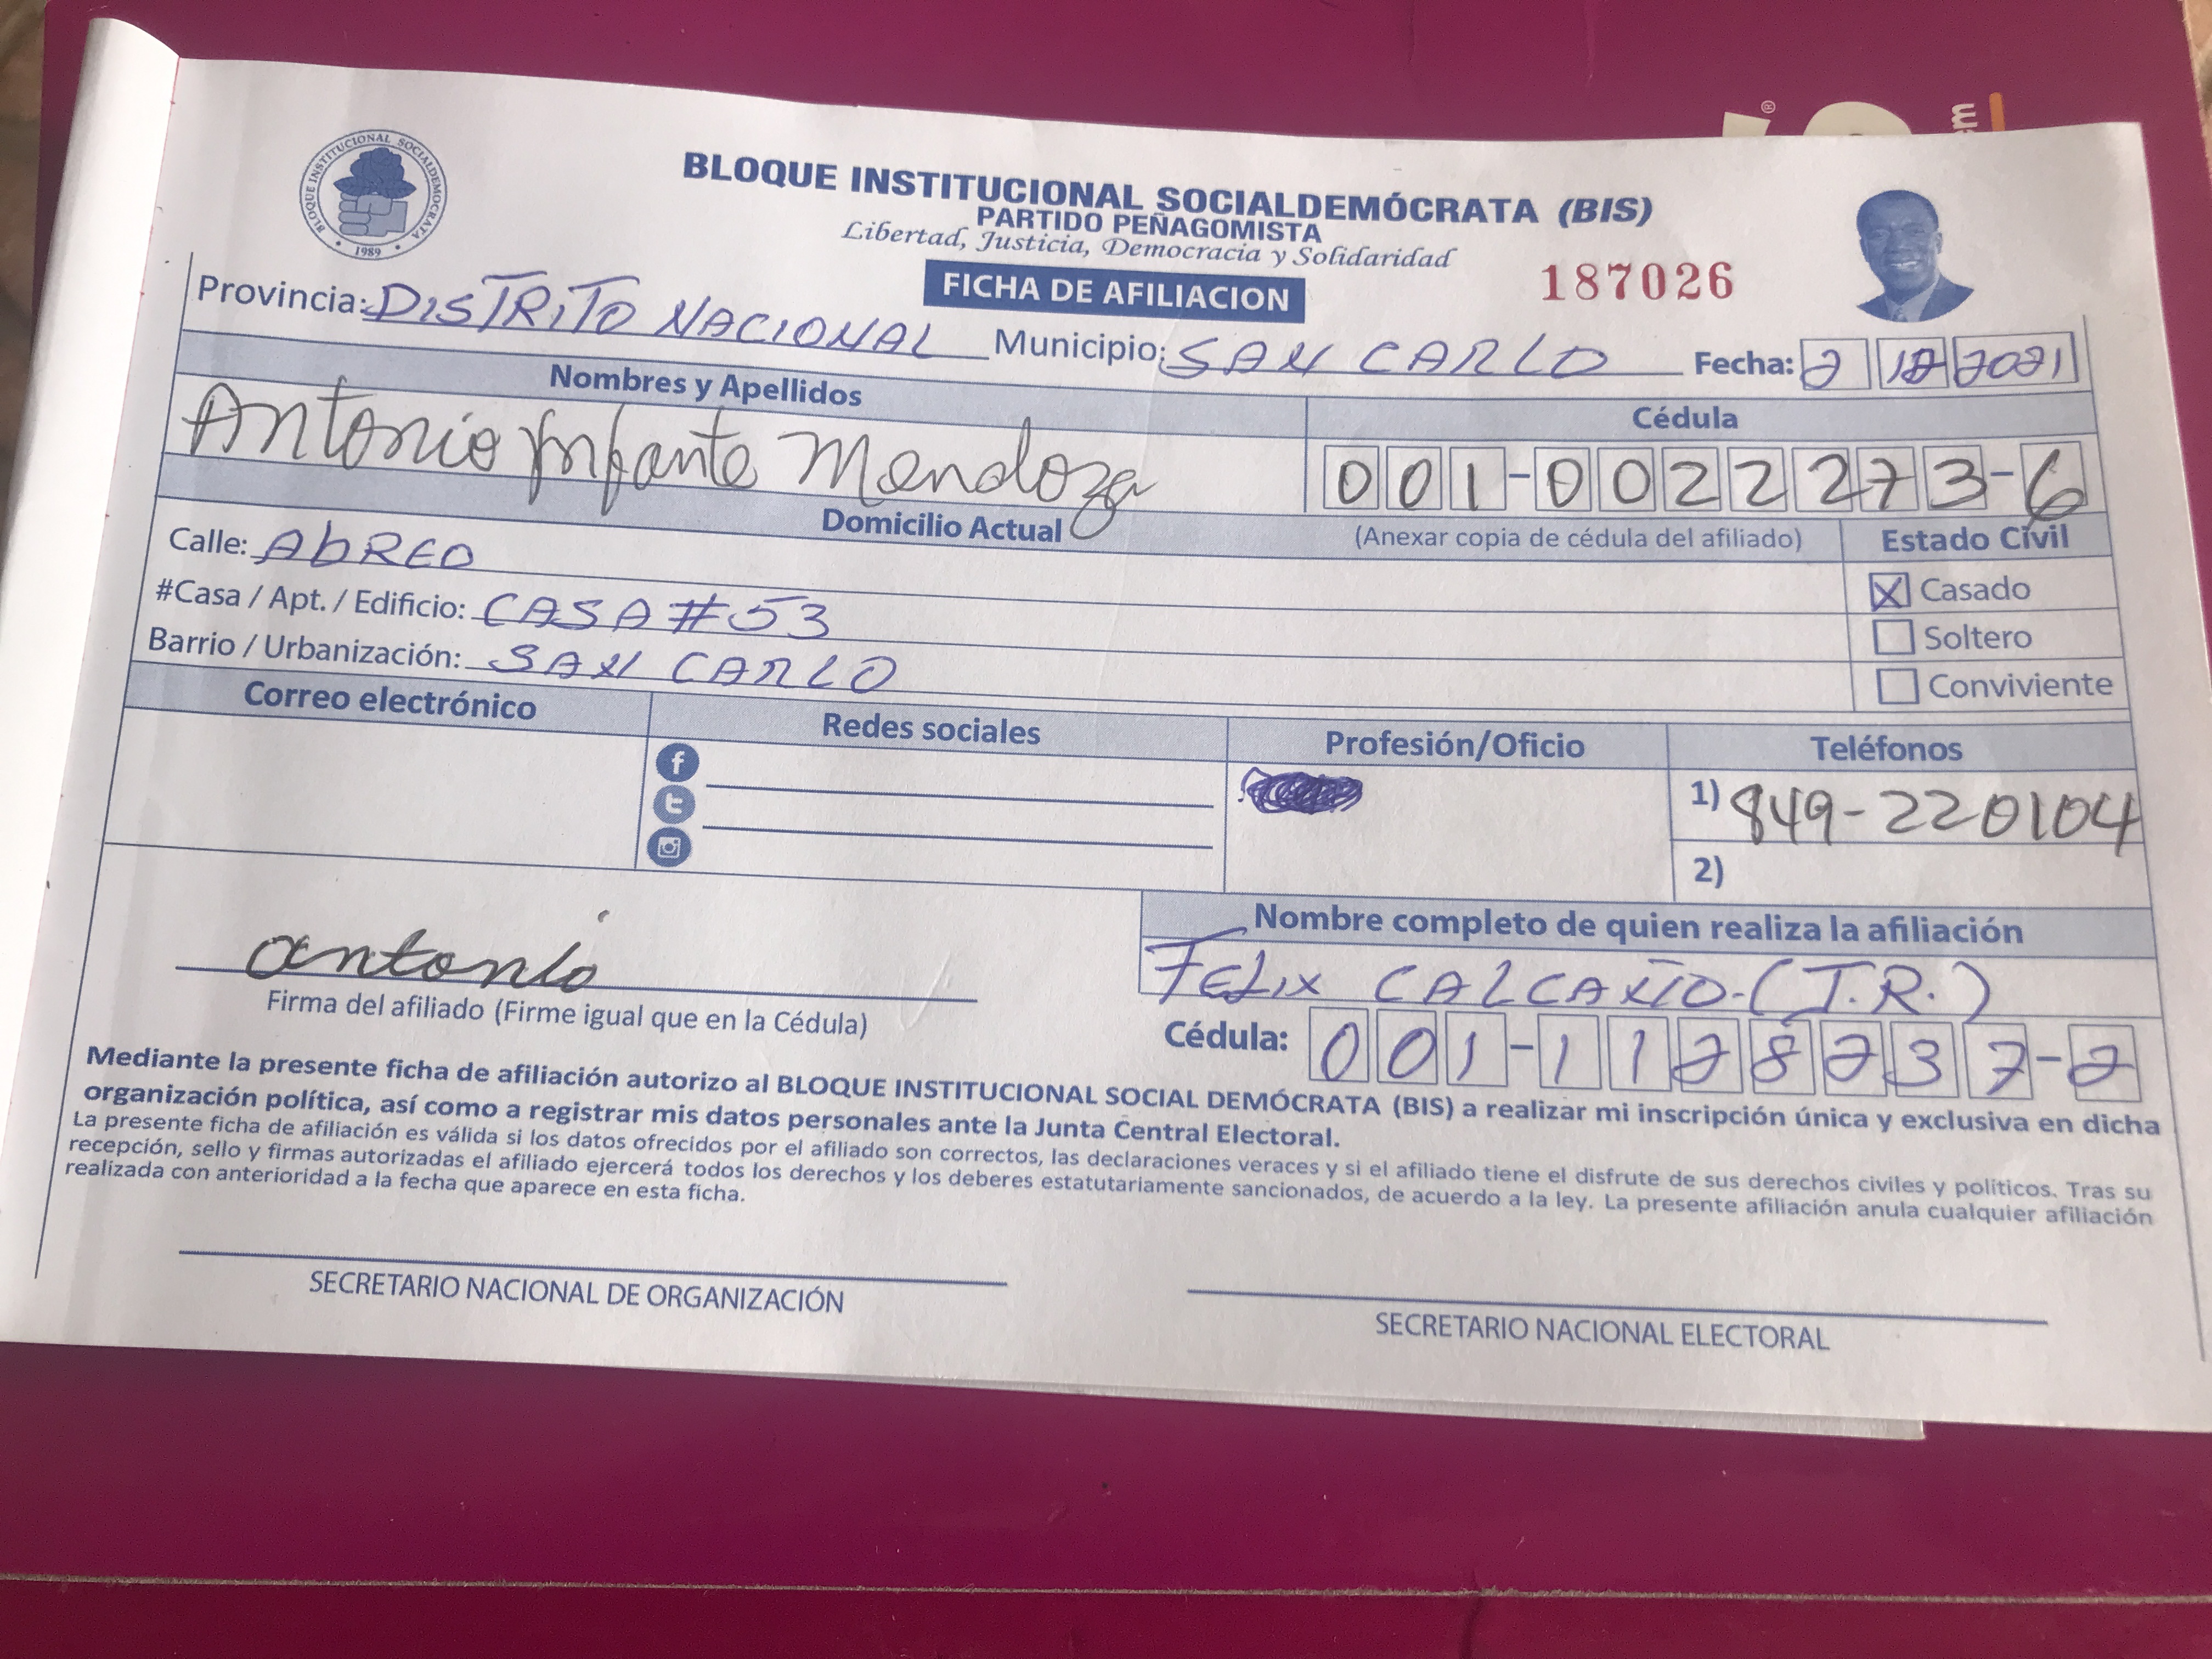 BLOQUE INSTITUCIONAL SOCIALDEMOCRATA
1989
BLOQUE INSTITUCIONAL SOCIALDEMÓCRATA (BIS)
PARTIDO PEÑAGOMISTA
Libertad, Justicia, Democracia y Solidaridad
FICHA DE AFILIACION
187026
Provincia: DISTRITO NACIONAL Municipio: SAN CARLO Fecha: 2 12 2021
Nombres y Apellidos Cédula
Antonio Infante Mendoza 001-0022273-6
Domicilio Actual (Anexar copia de cédula del afiliado) Estado Civil
Calle: AbREO
X Casado
#Casa / Apt. / Edificio: CASA #53
Soltero
Barrio / Urbanización: SAN CARLO
Conviviente
Correo electrónico Redes sociales Profesión/Oficio Teléfonos
1) 849-2220104
2)
Nombre completo de quien realiza la afiliación
antonio
FELIX CALCAÑO-(J.R.)
Firma del afiliado (Firme igual que en la Cédula)
Cédula: 001-1128237-2
Mediante la presente ficha de afiliación autorizo al BLOQUE INSTITUCIONAL SOCIAL DEMÓCRATA (BIS) a realizar mi inscripción única y exclusiva en dicha
organización política, así como a registrar mis datos personales ante la Junta Central Electoral.
La presente ficha de afiliación es válida si los datos ofrecidos por el afiliado son correctos, las declaraciones veraces y si el afiliado tiene el disfrute de sus derechos civiles y políticos. Tras su
recepción, sello y firmas autorizadas el afiliado ejercerá todos los derechos y los deberes estatutariamente sancionados, de acuerdo a la ley. La presente afiliación anula cualquier afiliación
realizada con anterioridad a la fecha que aparece en esta ficha.
SECRETARIO NACIONAL DE ORGANIZACIÓN
SECRETARIO NACIONAL ELECTORAL